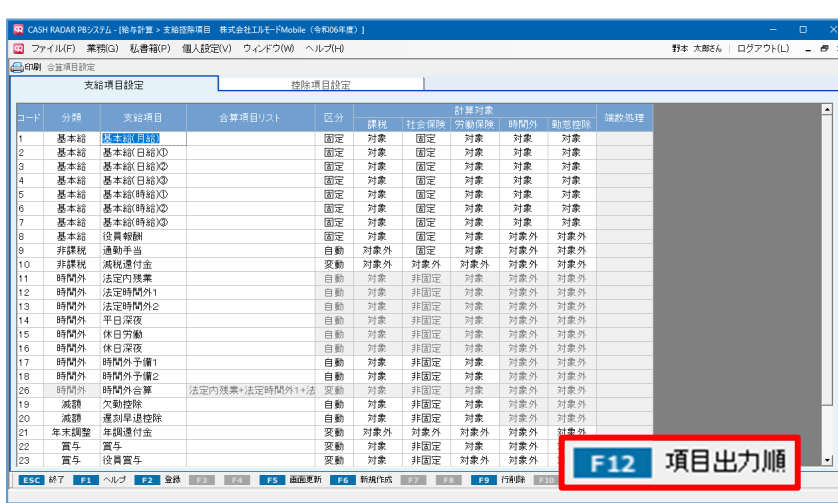 CASH RADAR PBシステム - [給与計算 > 支給控除項目　株式会社エルモードMobile（令和06年度）]
ファイル(F)　業務(G)　私書箱(P)　個人設定(V)　ウィンドウ(W)　ヘルプ(H)　野本 太郎さん　ログアウト(L)
印刷　合算項目設定
支給項目設定　控除項目設定
計算対象
コード　分類　支給項目　合算項目リスト　区分　課税　社会保険　労働保険　時間外　勤怠控除　端数処理
1　基本給　基本給(月給)　固定　対象　固定　対象　対象　対象
2　基本給　基本給(日給)①　固定　対象　固定　対象　対象　対象
3　基本給　基本給(日給)②　固定　対象　固定　対象　対象　対象
4　基本給　基本給(日給)③　固定　対象　固定　対象　対象　対象
5　基本給　基本給(時給)①　固定　対象　固定　対象　対象　対象
6　基本給　基本給(時給)②　固定　対象　固定　対象　対象　対象
7　基本給　基本給(時給)③　固定　対象　固定　対象　対象　対象
8　基本給　役員報酬　固定　対象　固定　対象　対象外　対象外
9　非課税　通勤手当　自動　対象外　固定　対象　対象外　対象外
10　非課税　減税還付金　変動　対象外　対象外　対象外　対象外　対象外
11　時間外　法定内残業　自動　対象　非固定　対象　対象外　対象外
12　時間外　法定時間外1　自動　対象　非固定　対象　対象外　対象外
13　時間外　法定時間外2　自動　対象　非固定　対象　対象外　対象外
14　時間外　平日深夜　自動　対象　非固定　対象　対象外　対象外
15　時間外　休日労働　自動　対象　非固定　対象　対象外　対象外
16　時間外　休日深夜　自動　対象　非固定　対象　対象外　対象外
17　時間外　時間外予備1　自動　対象　非固定　対象　対象外　対象外
18　時間外　時間外予備2　自動　対象　非固定　対象　対象外　対象外
26　時間外　時間外合算　法定内残業+法定時間外1+法　変動　対象　非固定　対象　対象外　対象外
19　減額　欠勤控除　自動　対象　非固定　対象　対象外　対象外
20　減額　遅刻早退控除　自動　対象　非固定　対象　対象外　対象外
21　年末調整　年調還付金　変動　対象外　対象外　対象外　対象外　対象外
22　賞与　賞与　変動　対象　非固定　対象　対象外　対象外
23　賞与　役員賞与　変動　対象　非固定　対象外　対象外　対象外
F12　項目出力順
ESC　終了　F1　ヘルプ　F2　登録　F3　F4　F5　画面更新　F6　新規作成　F7　F8　F9　行削除　F10